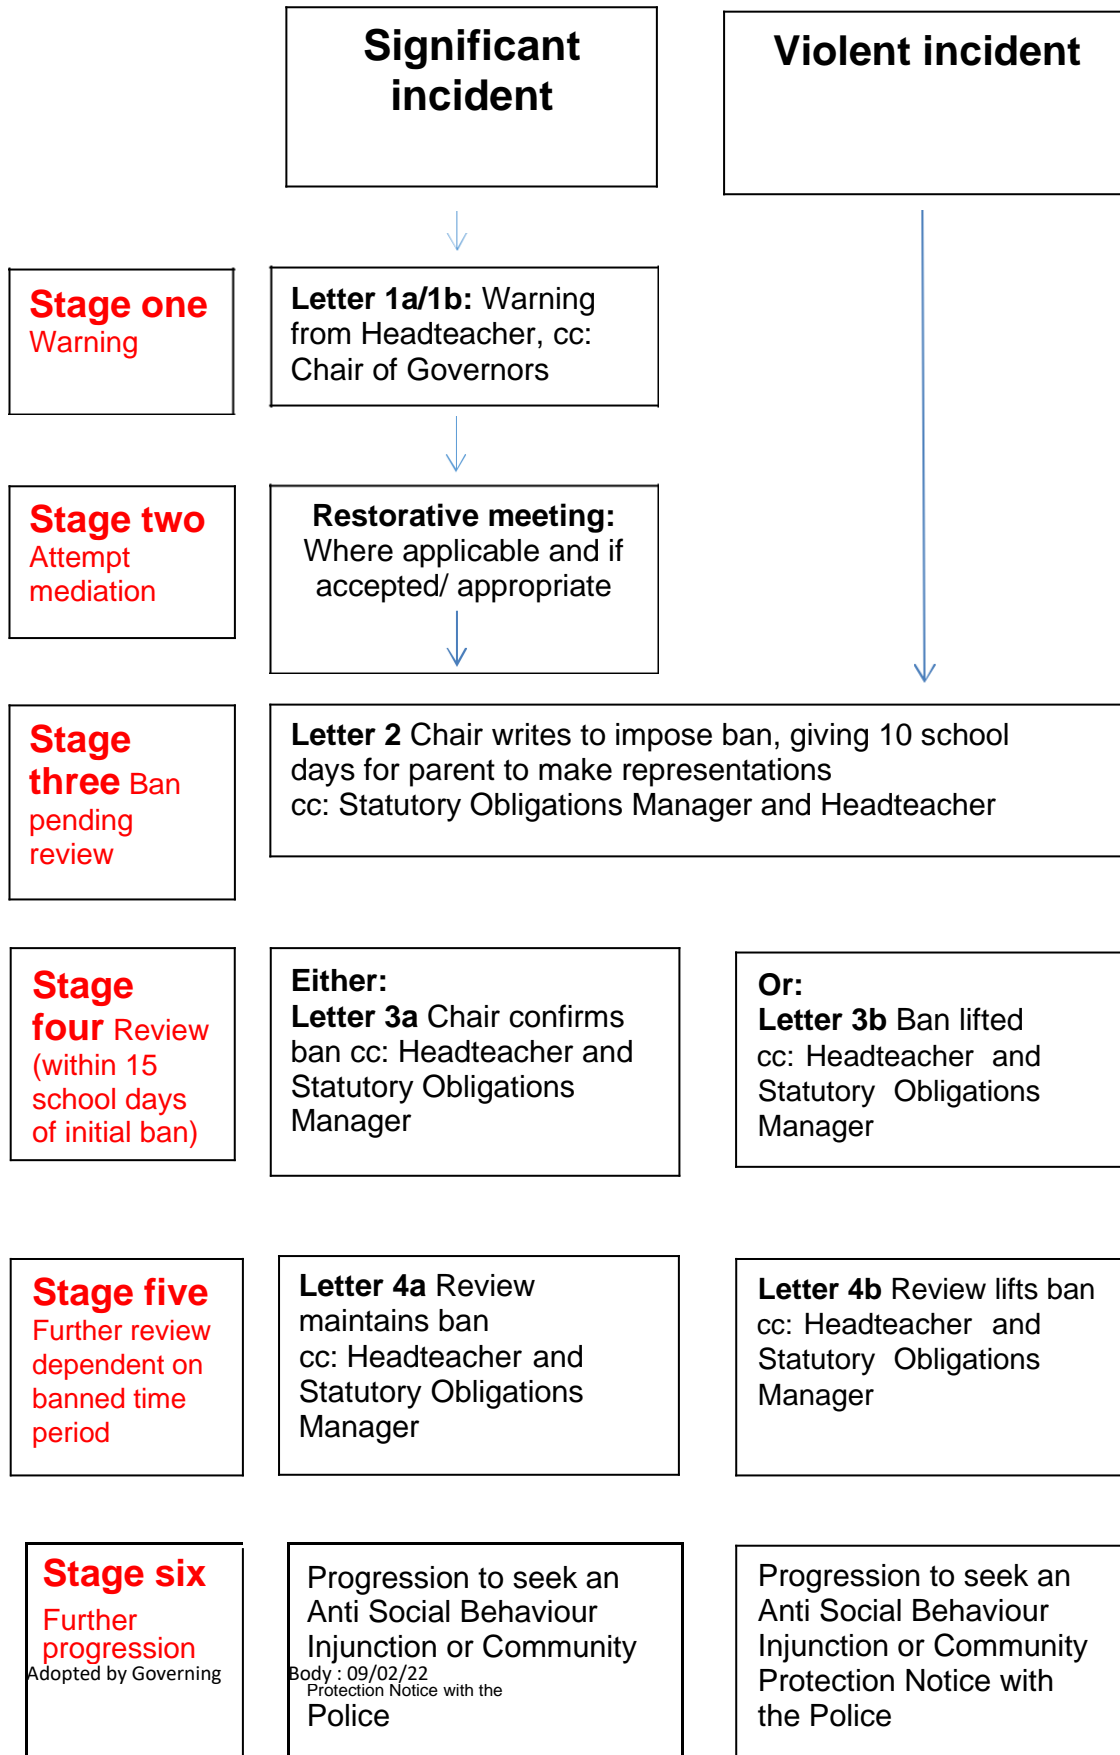 Significant
incident
Violent incident
Stage one
Warning
Letter 1a/1b: Warning
from Headteacher, cc:
Chair of Governors
Stage two
Attempt
mediation
Restorative meeting:
Where applicable and if
accepted/ appropriate
Stage
three Ban
pending
review
Letter 2 Chair writes to impose ban, giving 10 school
days for parent to make representations
cc: Statutory Obligations Manager and Headteacher
Stage
four Review
(within 15
school days
of initial ban)
Either:
Letter 3a Chair confirms
ban cc: Headteacher and
Statutory Obligations
Manager
Or:
Letter 3b Ban lifted
cc: Headteacher and
Statutory Obligations
Manager
Stage five
Further review
dependent on
banned time
period
Letter 4a Review
maintains ban
cc: Headteacher and
Statutory Obligations
Manager
Letter 4b Review lifts ban
cc: Headteacher and
Statutory Obligations
Manager
Stage six
Further
progression
Progression to seek an
Anti Social Behaviour
Injunction or Community
Protection Notice with the
Police
Progression to seek an
Anti Social Behaviour
Injunction or Community
Protection Notice with
the Police
Adopted by Governing Body : 09/02/22